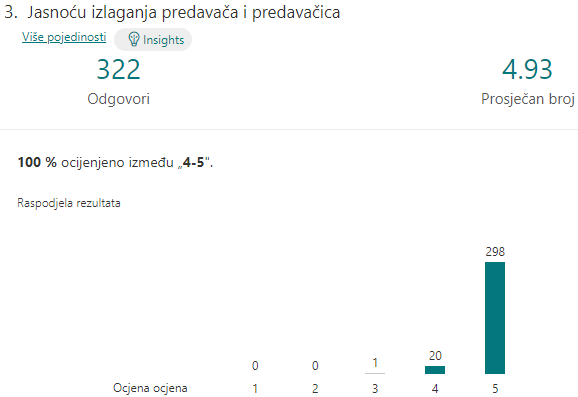 3. Jasnoću izlaganja predavača i predavačica
Više pojedinosti Insights
322 4.93
Odgovori Prosječan broj
100 % ocijenjeno između „4-5“.
Raspodjela rezultata
298
20
1
0 0
Ocjena ocjena 1 2 3 4 5